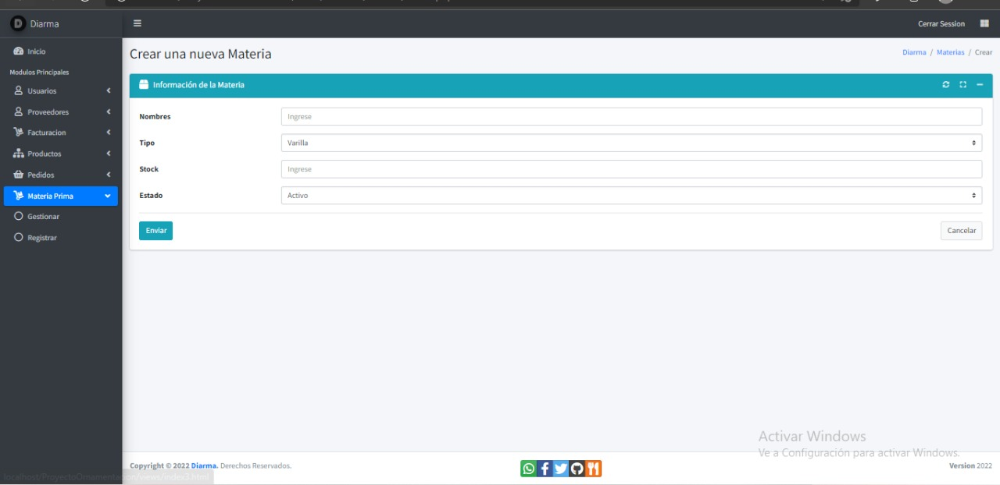 Diarma
Cerrar Session
Inicio
Modulos Principales
Usuarios
Proveedores
Facturacion
Productos
Pedidos
Materia Prima
Gestionar
Registrar
Crear una nueva Materia
Diarma / Materias / Crear
Información de la Materia
Nombres
Ingrese
Tipo
Varilla
Stock
Ingrese
Estado
Activo
Enviar
Cancelar
Activar Windows
Ve a Configuración para activar Windows.
Copyright © 2022 Diarma. Derechos Reservados.
Version 2022
localhost/ProyectoOrnamentacion/views/index3.html